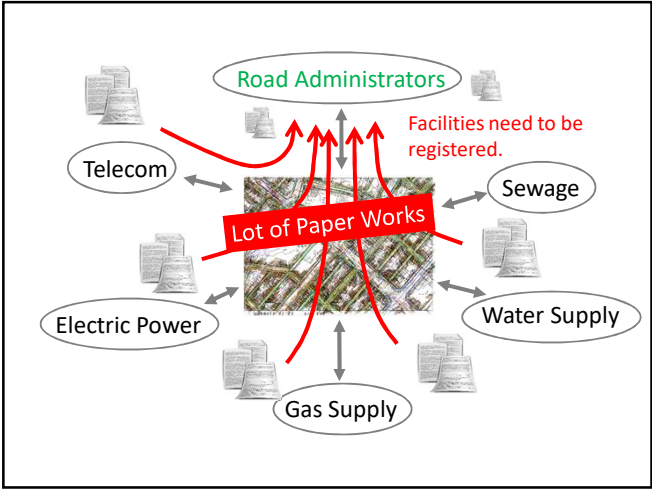 Road Administrators
Facilities need to be
registered.
Telecom
Sewage
Lot of Paper Works
Electric Power
Water Supply
Gas Supply